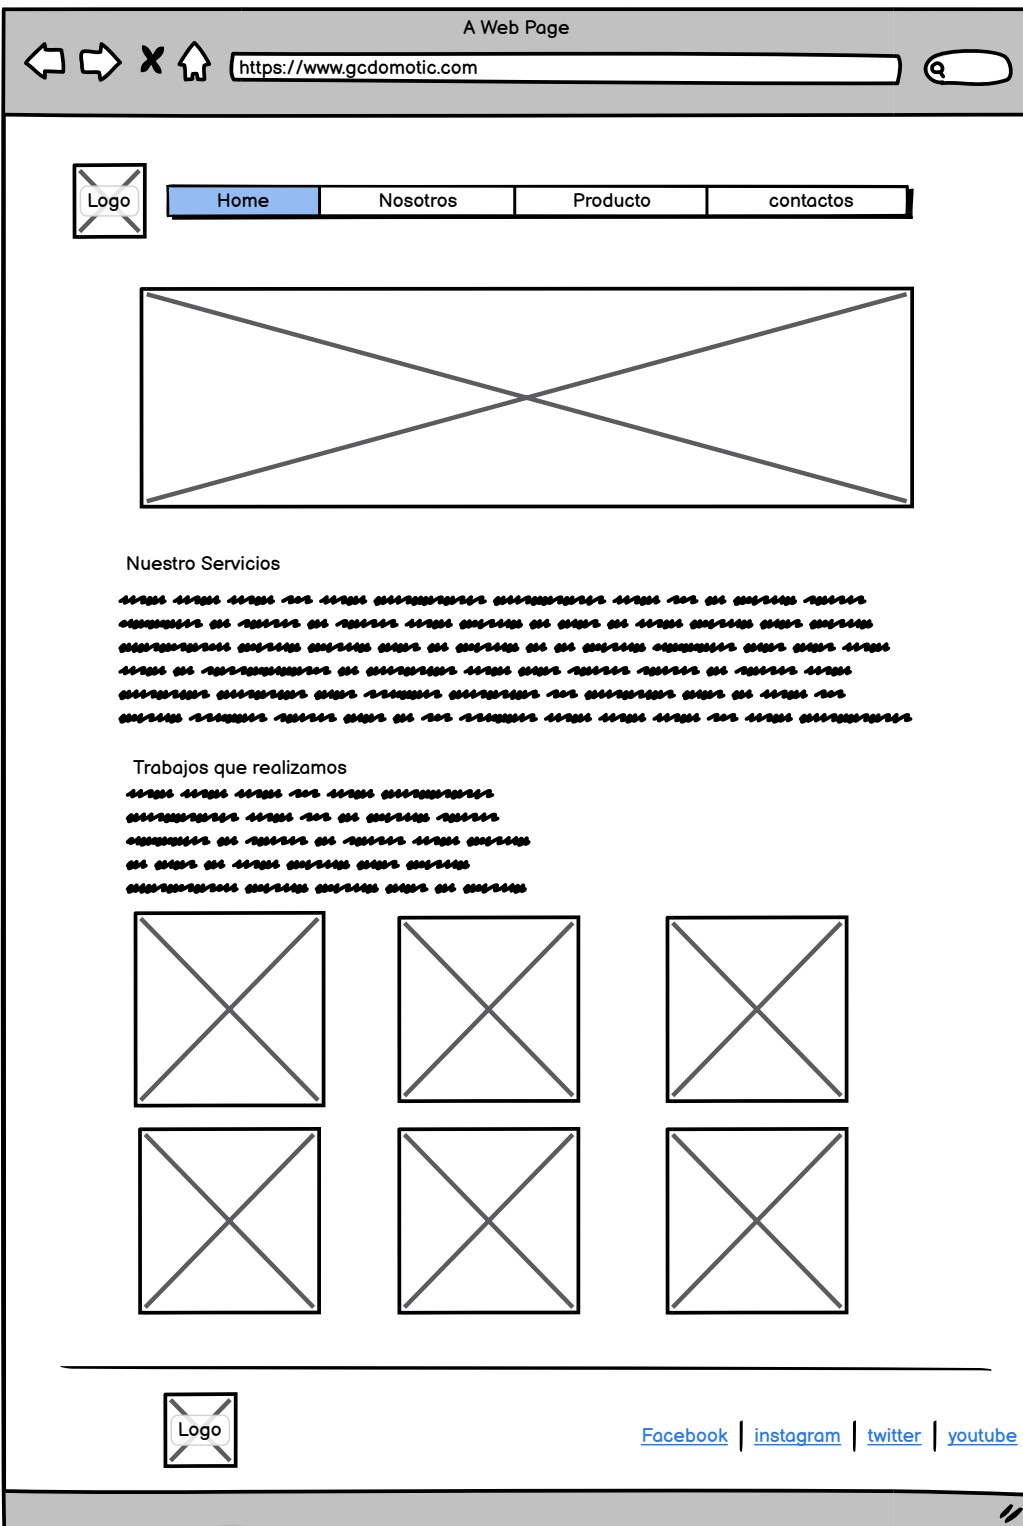 A Web Page
https://www.gcdomotic.com
Logo
Home Nosotros Producto contactos
Nuestro Servicios
Trabajos que realizamos
Logo
Facebook instagram twitter youtube